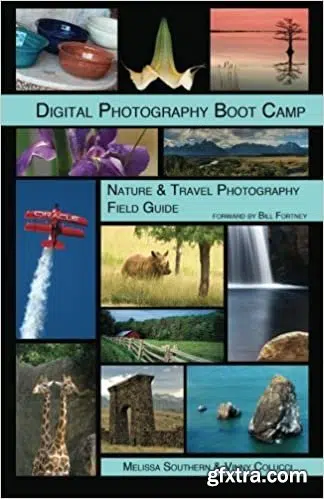 DIGITAL PHOTOGRAPHY BOOT CAMP
NATURE & TRAVEL PHOTOGRAPHY
FIELD GUIDE
FORWARD BY BILL FORTNEY
ORACLE
MELISSA SOUTHERN & VINNY COLUCCI
gfxtra.com